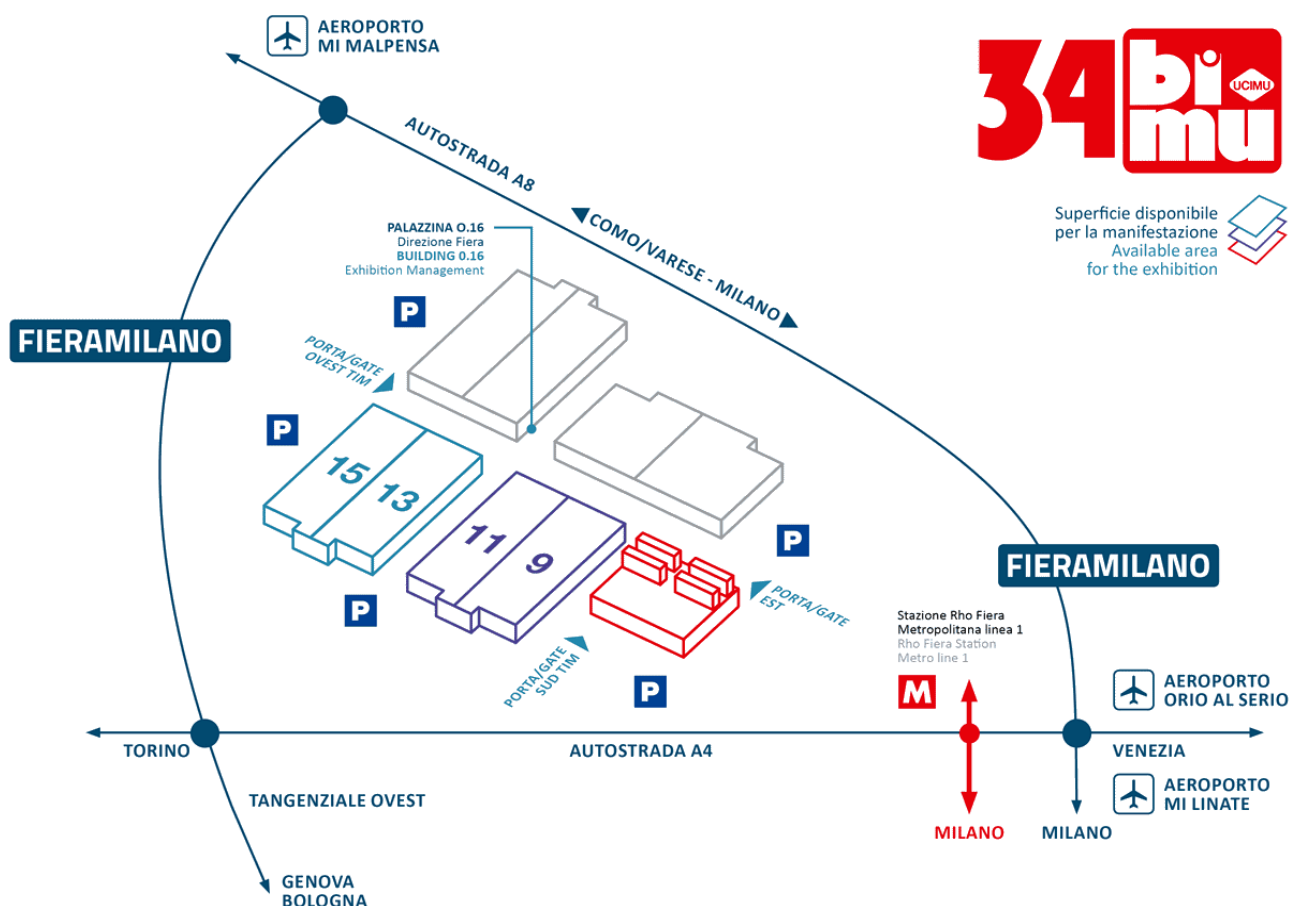 AEROPORTO
MI MALPENSA
34
bi
UCIMU
mu
AUTOSTRADA A8
COMO/VARESE - MILANO
Superficie disponibile
per la manifestazione
Available area
for the exhibition
PALAZZINA O.16
Direzione Fiera
BUILDING 0.16
Exhibition Management
P
FIERAMILANO
PORTA/GATE
OVEST TIM
P
15
13
11
9
P
FIERAMILANO
PORTA/GATE
EST
P
PORTA/GATE
SUD TIM
P
Stazione Rho Fiera
Metropolitana linea 1
Rho Fiera Station
Metro line 1
M
AEROPORTO
ORIO AL SERIO
TORINO
AUTOSTRADA A4
VENEZIA
TANGENZIALE OVEST
AEROPORTO
MI LINATE
MILANO
MILANO
GENOVA
BOLOGNA